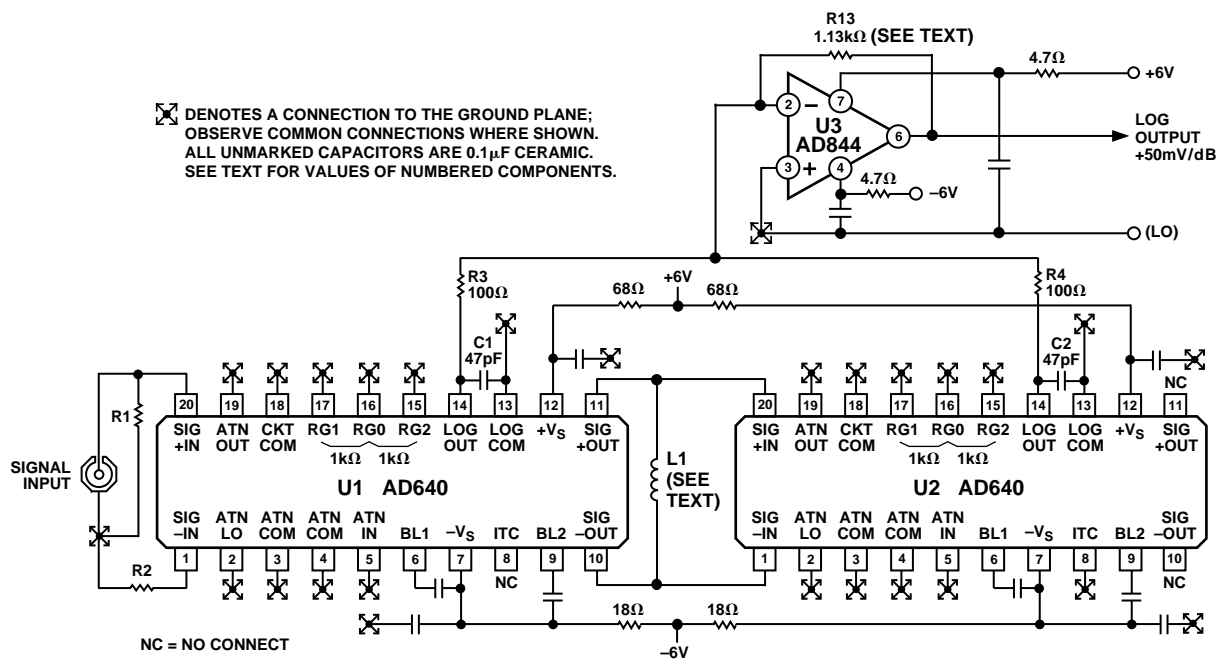 R13
1.13kΩ (SEE TEXT)
4.7Ω
+6V
DENOTES A CONNECTION TO THE GROUND PLANE;
OBSERVE COMMON CONNECTIONS WHERE SHOWN.
ALL UNMARKED CAPACITORS ARE 0.1μF CERAMIC.
SEE TEXT FOR VALUES OF NUMBERED COMPONENTS.
2 – 7
U3
AD844
6
3 + 4
LOG
OUTPUT
+50mV/dB
4.7Ω
–6V
(LO)
R3
100Ω
68Ω +6V 68Ω
R4
100Ω
C1
47pF
C2
47pF
NC
R1
20 19 18 17 16 15 14 13 12 11
SIG +IN
ATN OUT
CKT COM
RG1 RG0 RG2
LOG OUT
LOG COM
+VS
SIG +OUT
1kΩ 1kΩ
U1 AD640
SIGNAL
INPUT
SIG –IN
ATN LO
ATN COM
ATN COM
ATN IN
BL1
–VS
ITC
BL2
SIG –OUT
1 2 3 4 5 6 7 8 9 10
R2
NC
L1
(SEE
TEXT)
20 19 18 17 16 15 14 13 12 11
SIG +IN
ATN OUT
CKT COM
RG1 RG0 RG2
LOG OUT
LOG COM
+VS
SIG +OUT
1kΩ 1kΩ
U2 AD640
SIG –IN
ATN LO
ATN COM
ATN COM
ATN IN
BL1
–VS
ITC
BL2
SIG –OUT
1 2 3 4 5 6 7 8 9 10
NC
18Ω 18Ω
–6V
NC = NO CONNECT